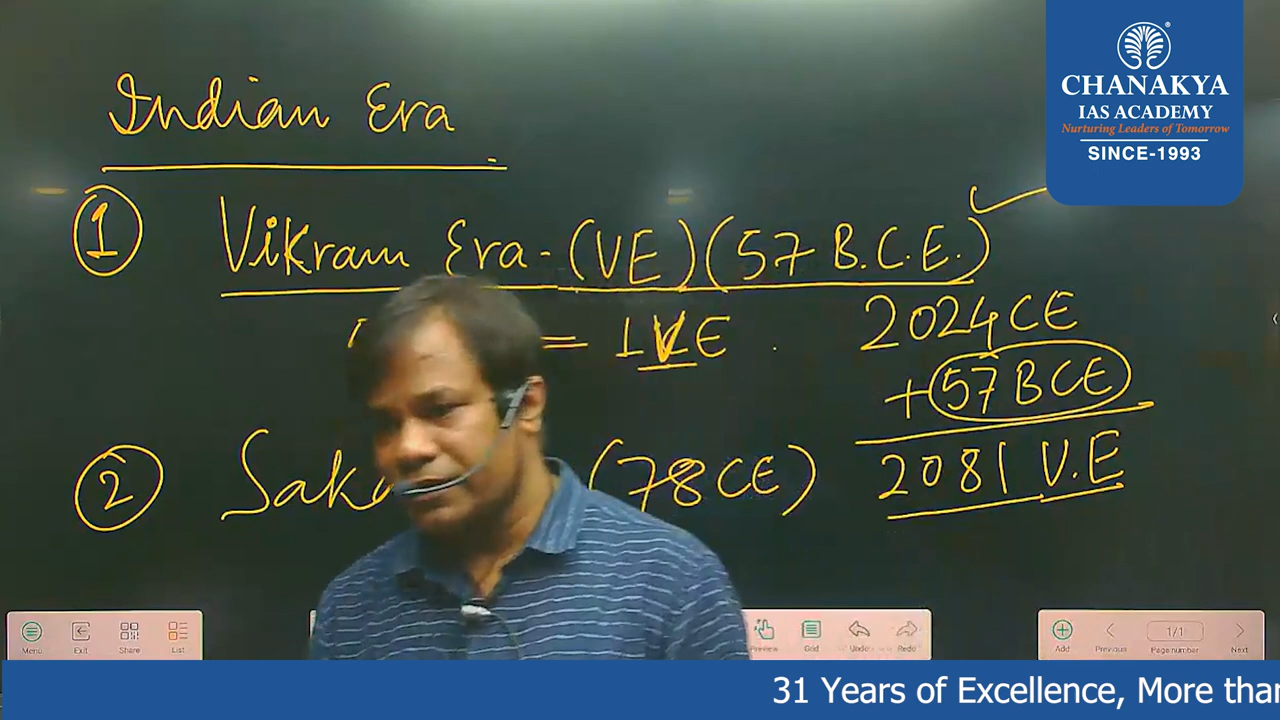 CHANAKYA
IAS ACADEMY
Nurturing Leaders of Tomorrow
SINCE-1993
Indian Era
1 Vikram Era - (VE) (57 B.C.E.)
= 1 VE
2024 CE
+ 57 BCE
2081 V.E
2 Saka (78 CE)
Menu Exit Share List
Preview Grid Undo Redo
Add Previous 1/1 Page number Next
31 Years of Excellence, More than